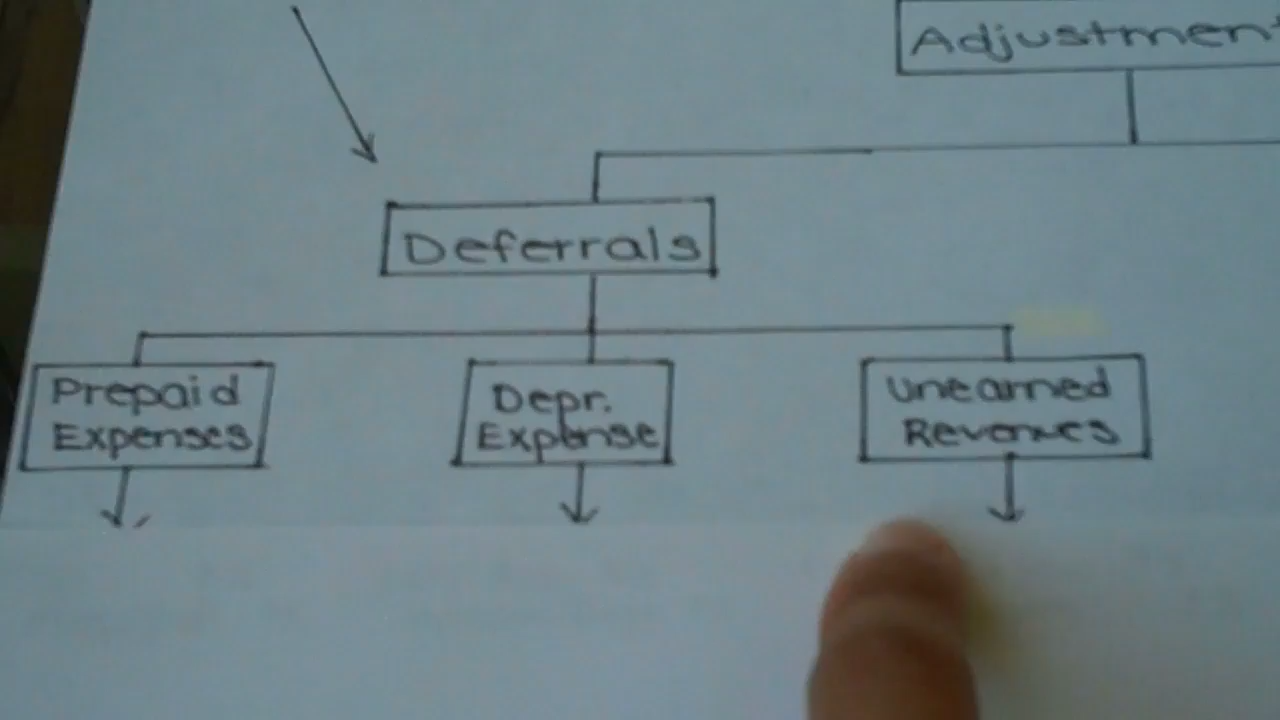 Adjustment
Deferrals
Prepaid
Expenses
Depr.
Expense
Unearned
Revenues